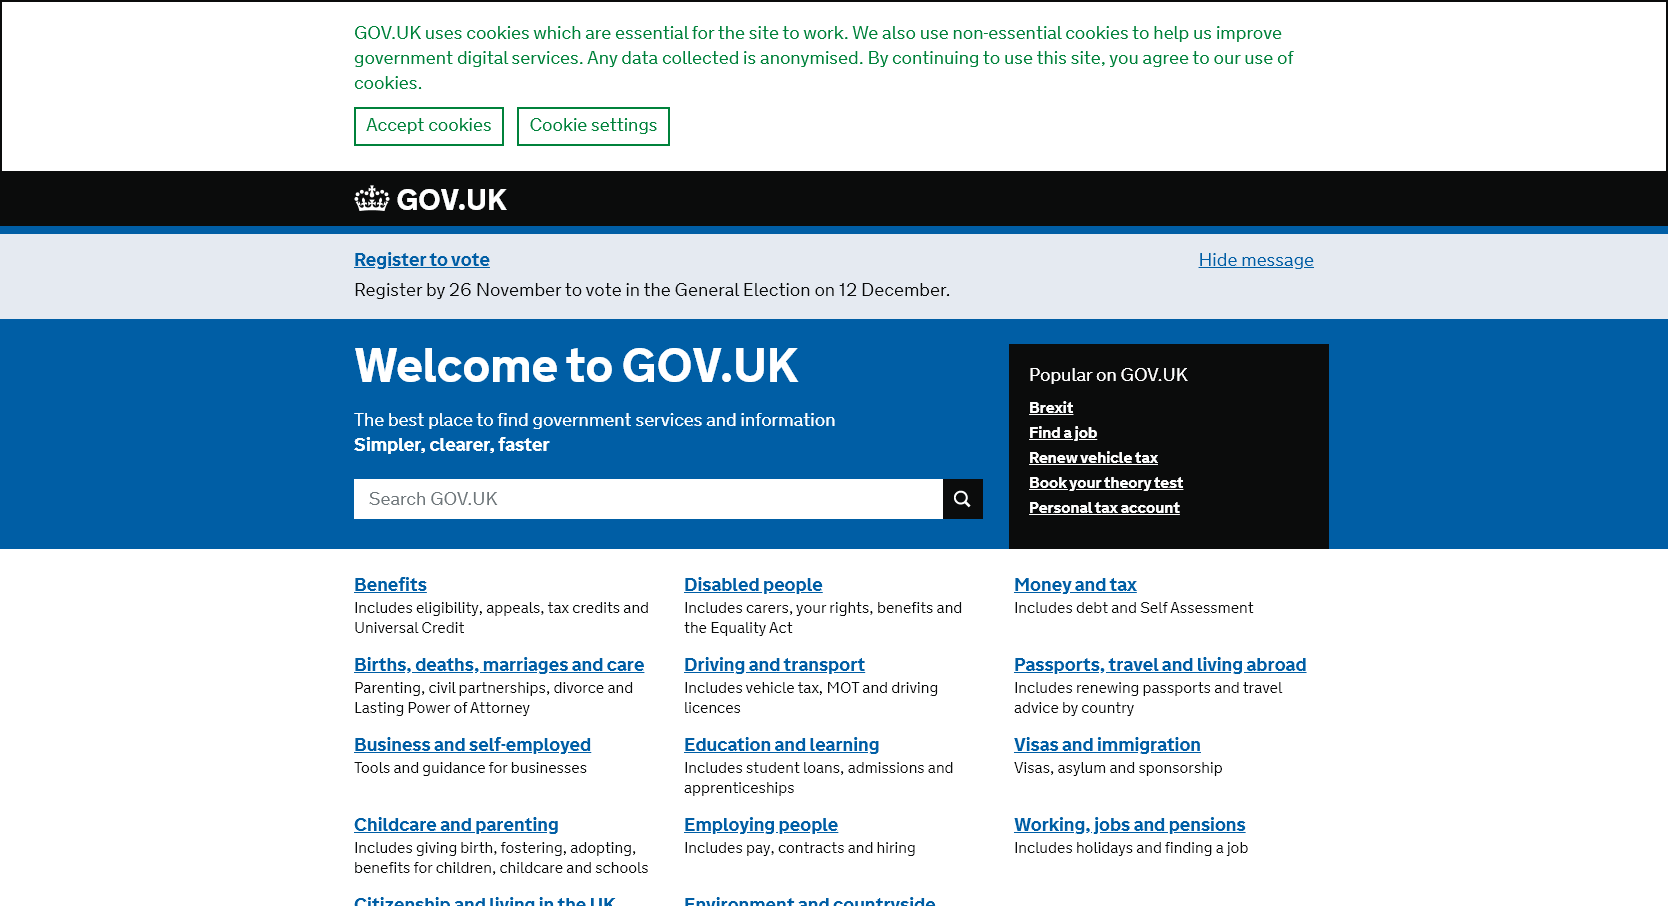 GOV.UK uses cookies which are essential for the site to work. We also use non-essential cookies to help us improve
government digital services. Any data collected is anonymised. By continuing to use this site, you agree to our use of
cookies.
Accept cookies
Cookie settings
GOV.UK
Register to vote
Hide message
Register by 26 November to vote in the General Election on 12 December.
Welcome to GOV.UK
The best place to find government services and information
Simpler, clearer, faster
Search GOV.UK
Popular on GOV.UK
Brexit
Find a job
Renew vehicle tax
Book your theory test
Personal tax account
Benefits
Includes eligibility, appeals, tax credits and
Universal Credit
Disabled people
Includes carers, your rights, benefits and
the Equality Act
Money and tax
Includes debt and Self Assessment
Births, deaths, marriages and care
Parenting, civil partnerships, divorce and
Lasting Power of Attorney
Driving and transport
Includes vehicle tax, MOT and driving
licences
Passports, travel and living abroad
Includes renewing passports and travel
advice by country
Business and self-employed
Tools and guidance for businesses
Education and learning
Includes student loans, admissions and
apprenticeships
Visas and immigration
Visas, asylum and sponsorship
Childcare and parenting
Includes giving birth, fostering, adopting,
benefits for children, childcare and schools
Employing people
Includes pay, contracts and hiring
Working, jobs and pensions
Includes holidays and finding a job
Citizenship and living in the UK
Environment and countryside